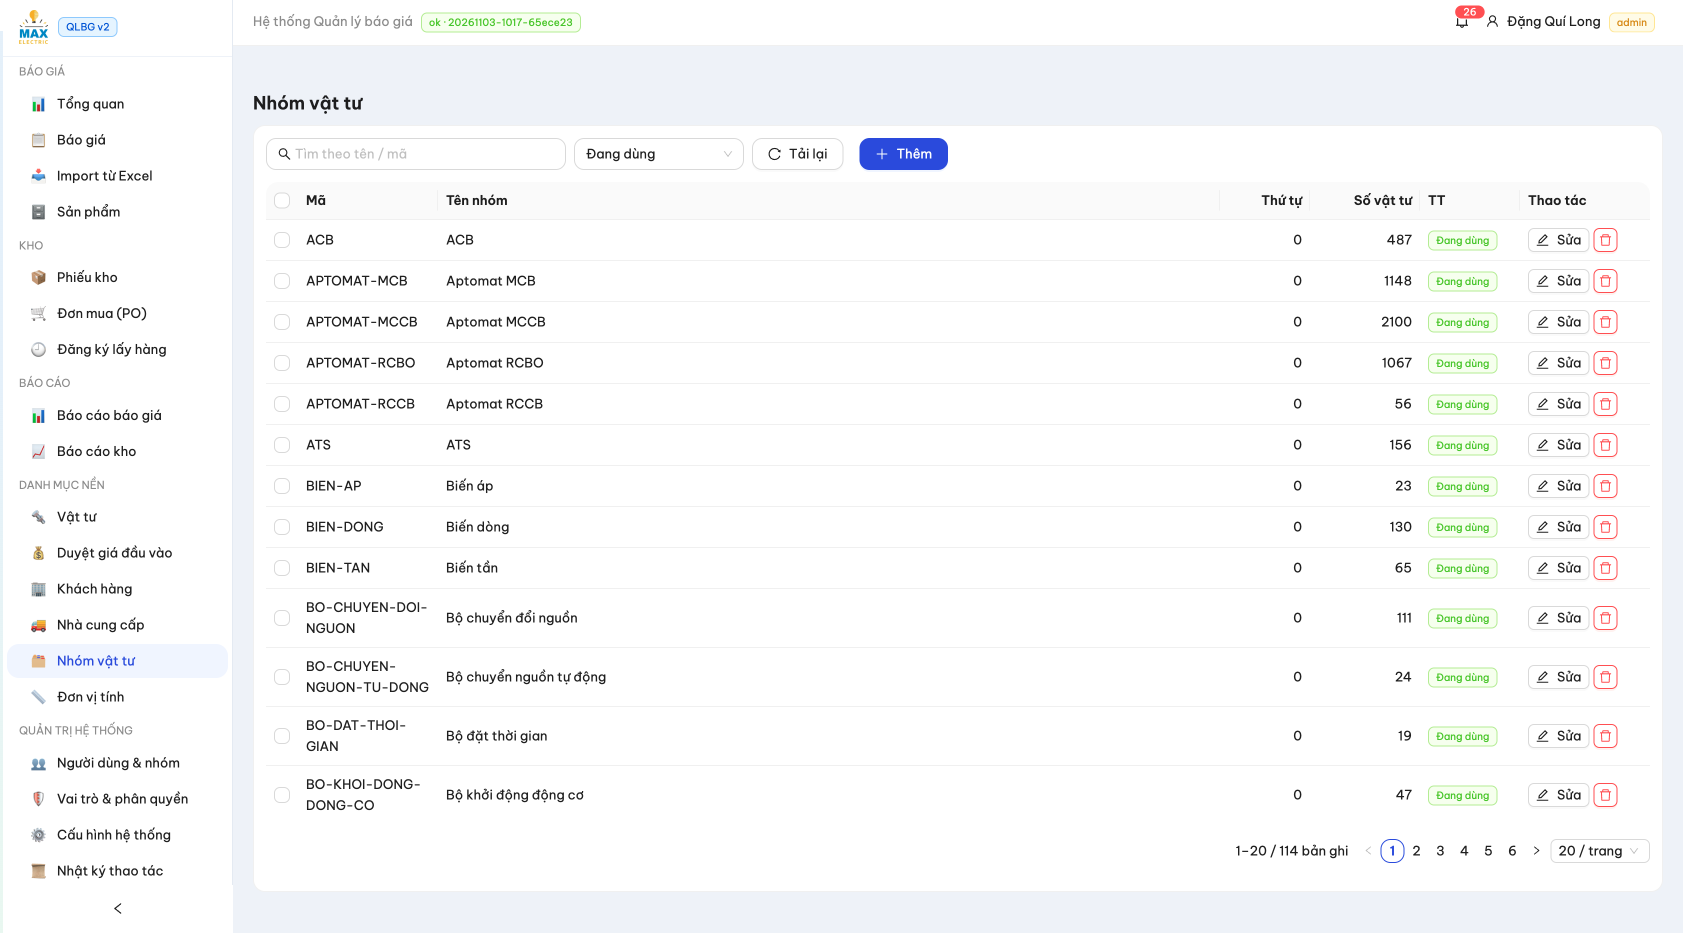 MAX
ELECTRIC
QLBG v2
Hệ thống Quản lý báo giá
ok · 20261103-1017-65ece23
26
Đặng Quí Long
admin
BÁO GIÁ
Tổng quan
Báo giá
Import từ Excel
Sản phẩm
KHO
Phiếu kho
Đơn mua (PO)
Đăng ký lấy hàng
BÁO CÁO
Báo cáo báo giá
Báo cáo kho
DANH MỤC NỀN
Vật tư
Duyệt giá đầu vào
Khách hàng
Nhà cung cấp
Nhóm vật tư
Đơn vị tính
QUẢN TRỊ HỆ THỐNG
Người dùng & nhóm
Vai trò & phân quyền
Cấu hình hệ thống
Nhật ký thao tác
Nhóm vật tư
Tìm theo tên / mã
Đang dùng
Tải lại
Thêm
Mã Tên nhóm Thứ tự Số vật tư TT Thao tác
ACB ACB 0 487 Đang dùng Sửa
APTOMAT-MCB Aptomat MCB 0 1148 Đang dùng Sửa
APTOMAT-MCCB Aptomat MCCB 0 2100 Đang dùng Sửa
APTOMAT-RCBO Aptomat RCBO 0 1067 Đang dùng Sửa
APTOMAT-RCCB Aptomat RCCB 0 56 Đang dùng Sửa
ATS ATS 0 156 Đang dùng Sửa
BIEN-AP Biến áp 0 23 Đang dùng Sửa
BIEN-DONG Biến dòng 0 130 Đang dùng Sửa
BIEN-TAN Biến tần 0 65 Đang dùng Sửa
BO-CHUYEN-DOI-
NGUON Bộ chuyển đổi nguồn 0 111 Đang dùng Sửa
BO-CHUYEN-
NGUON-TU-DONG Bộ chuyển nguồn tự động 0 24 Đang dùng Sửa
BO-DAT-THOI-
GIAN Bộ đặt thời gian 0 19 Đang dùng Sửa
BO-KHOI-DONG-
DONG-CO Bộ khởi động động cơ 0 47 Đang dùng Sửa
1–20 / 114 bản ghi 1 2 3 4 5 6 20 / trang